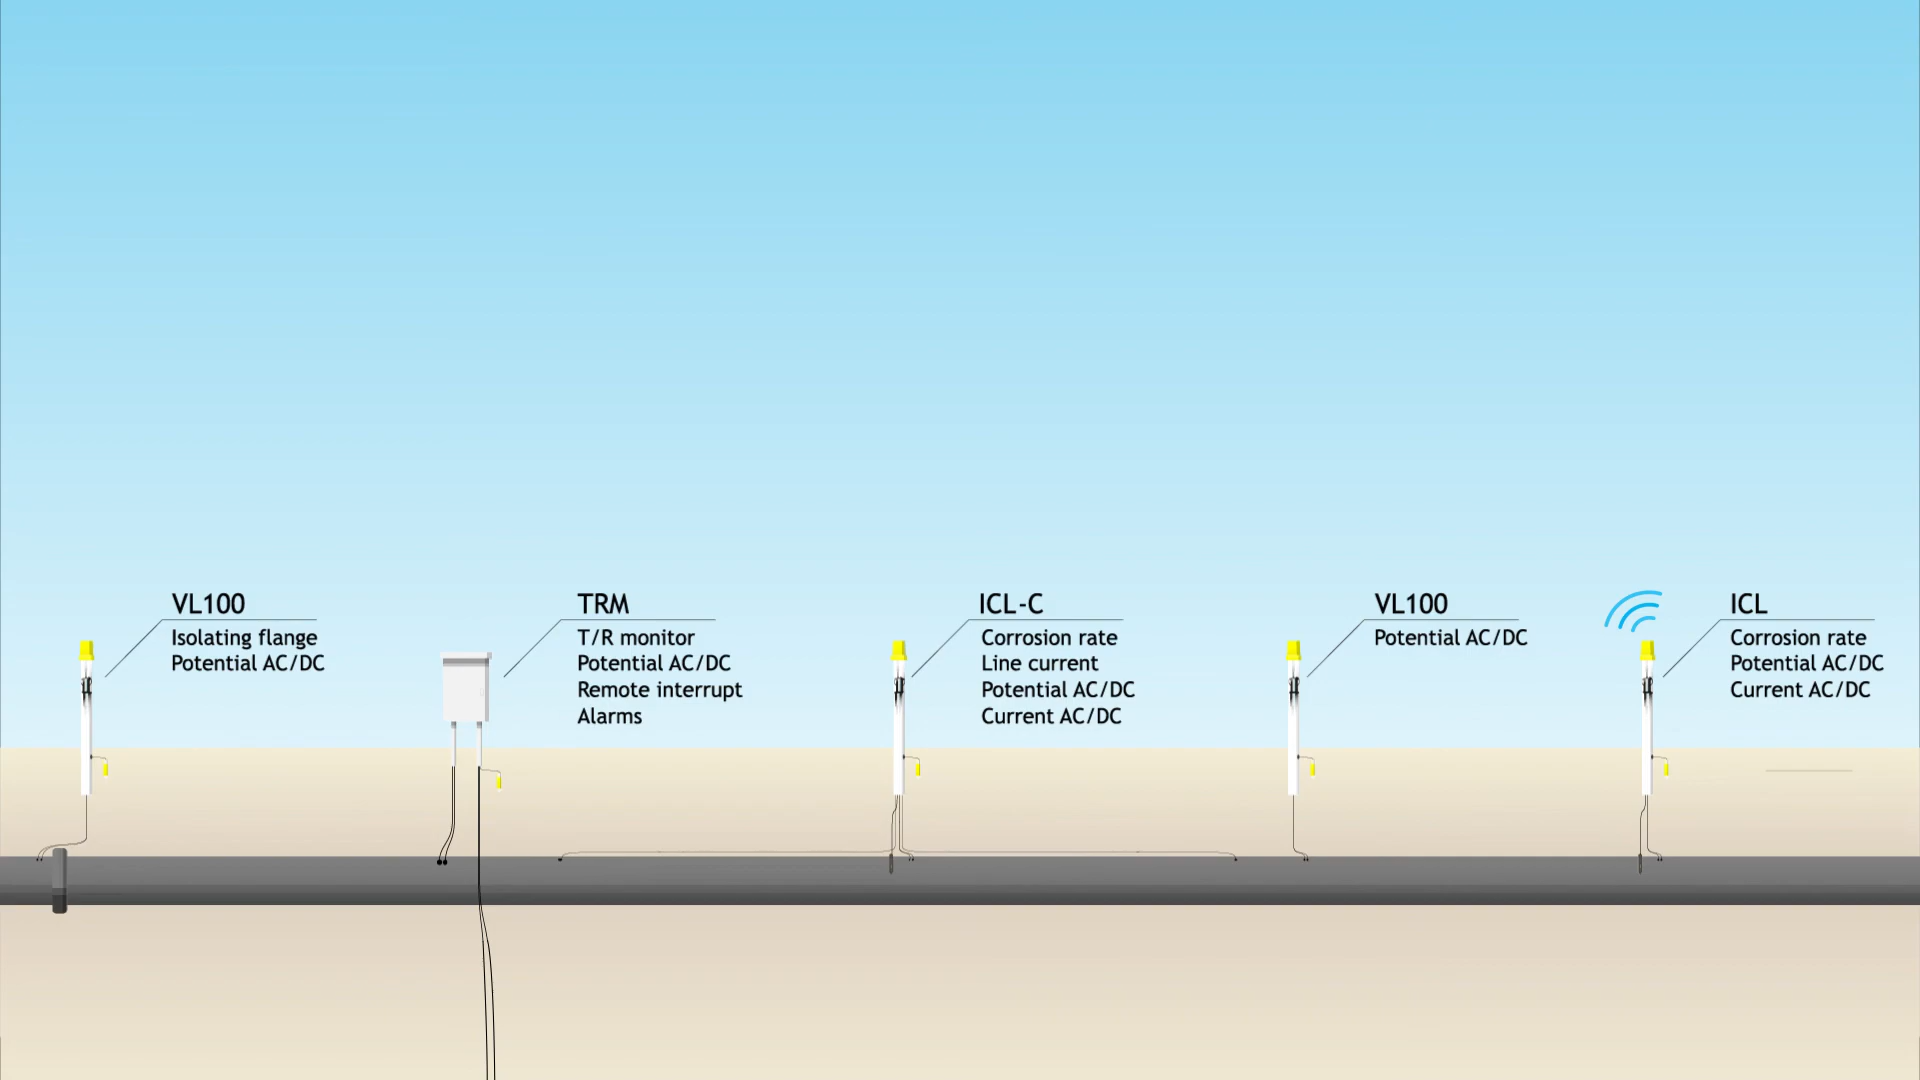 VL100
Isolating flange
Potential AC/DC
TRM
T/R monitor
Potential AC/DC
Remote interrupt
Alarms
ICL-C
Corrosion rate
Line current
Potential AC/DC
Current AC/DC
VL100
Potential AC/DC
ICL
Corrosion rate
Potential AC/DC
Current AC/DC